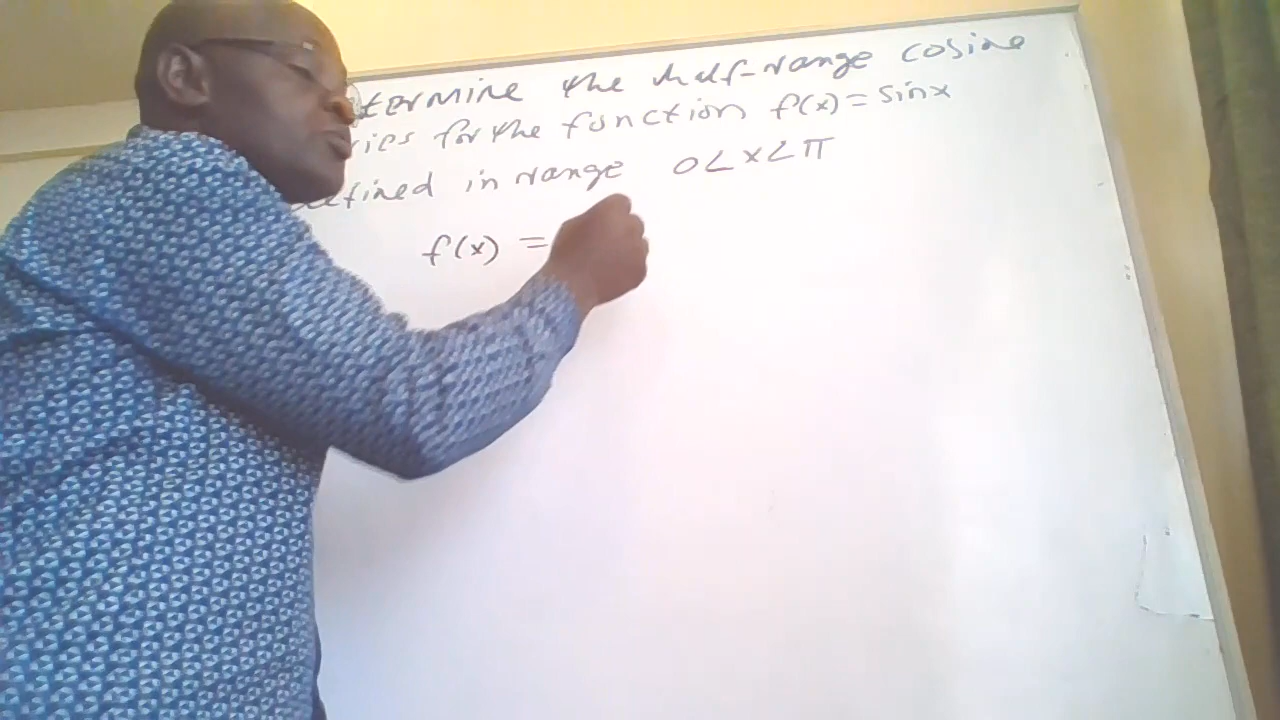 termine the half-range cosine
ries for the function f(x) = sinx
efined in range 0 < x < π
f(x) =